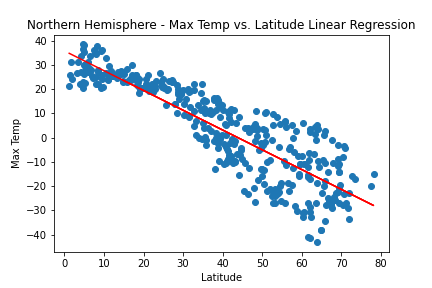 Northern Hemisphere - Max Temp vs. Latitude Linear Regression
40
30
20
10
0
−10
−20
−30
−40
Max Temp
0 10 20 30 40 50 60 70 80
Latitude